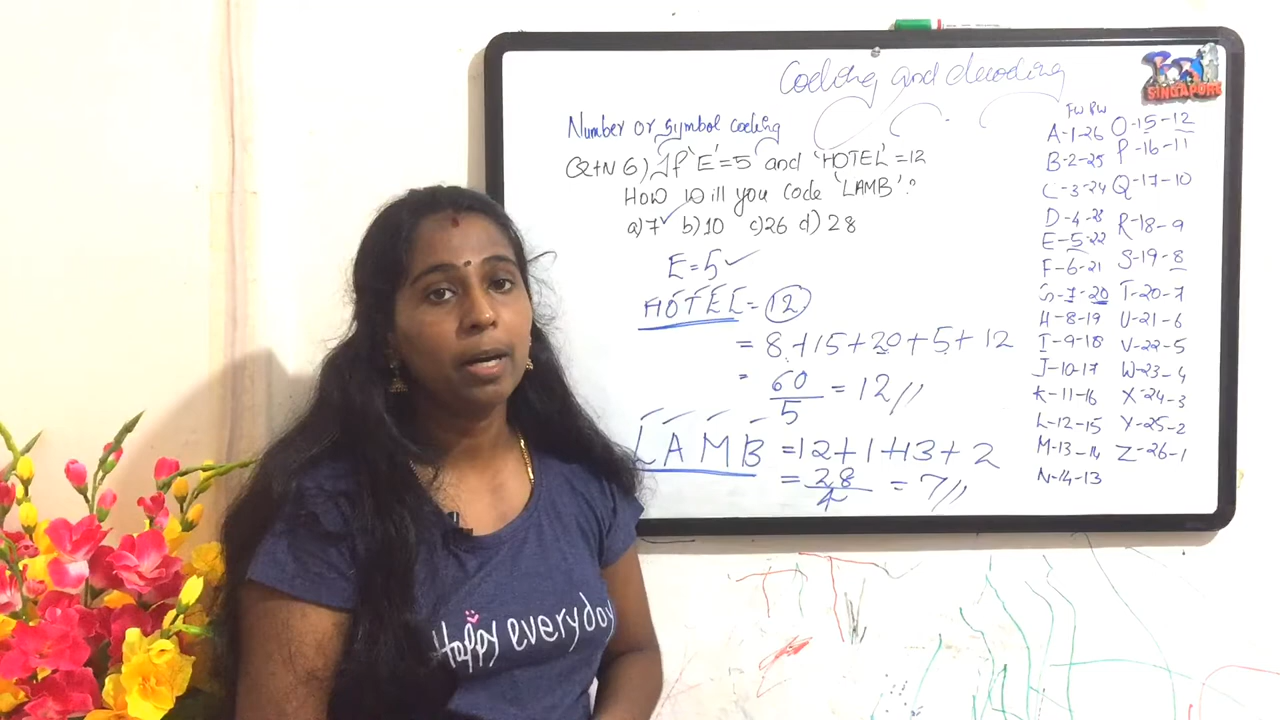 Coding and decoding
SINGAPORE
Number or symbol coding
QZTN 6) If 'E'=5 and 'HOTEL'=12
How will you code 'LAMB'?
a) 7 ✓ b) 10 c) 26 d) 28
E=5 ✓
HOTEL = 12
= 8+15+20+5+12
= 60/5 = 12//
LAMB = 12+1+13+2
= 28/4 = 7//
FW BW
A-1-26
B-2-25
C-3-24
D-4-23
E-5-22
F-6-21
G-7-20
H-8-19
I-9-18
J-10-17
K-11-16
L-12-15
M-13-14
N-14-13
O-15-12
P-16-11
Q-17-10
R-18-9
S-19-8
T-20-7
U-21-6
V-22-5
W-23-4
X-24-3
Y-25-2
Z-26-1
Happy everyday